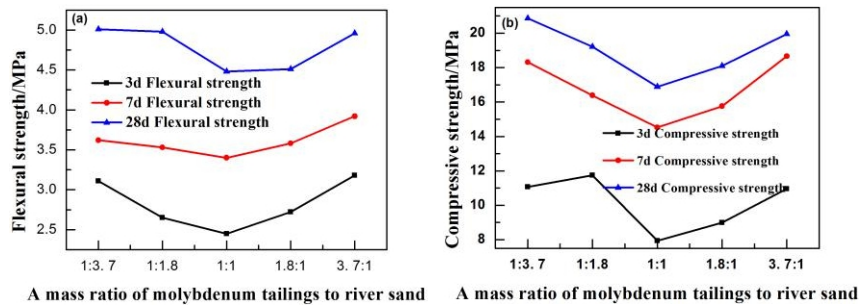 (a)
5.0
4.5
4.0
3.5
3.0
2.5
Flexural strength/MPa
3d Flexural strength
7d Flexural strength
28d Flexural strength
1:3. 7
1:1.8
1:1
1.8:1
3. 7:1
A mass ratio of molybdenum tailings to river sand
(b)
20
18
16
14
12
10
8
Compressive strength/MPa
3d Compressive strength
7d Compressive strength
28d Compressive strength
1:3. 7
1:1.8
1:1
1.8:1
3. 7:1
A mass ratio of molybdenum tailings to river sand